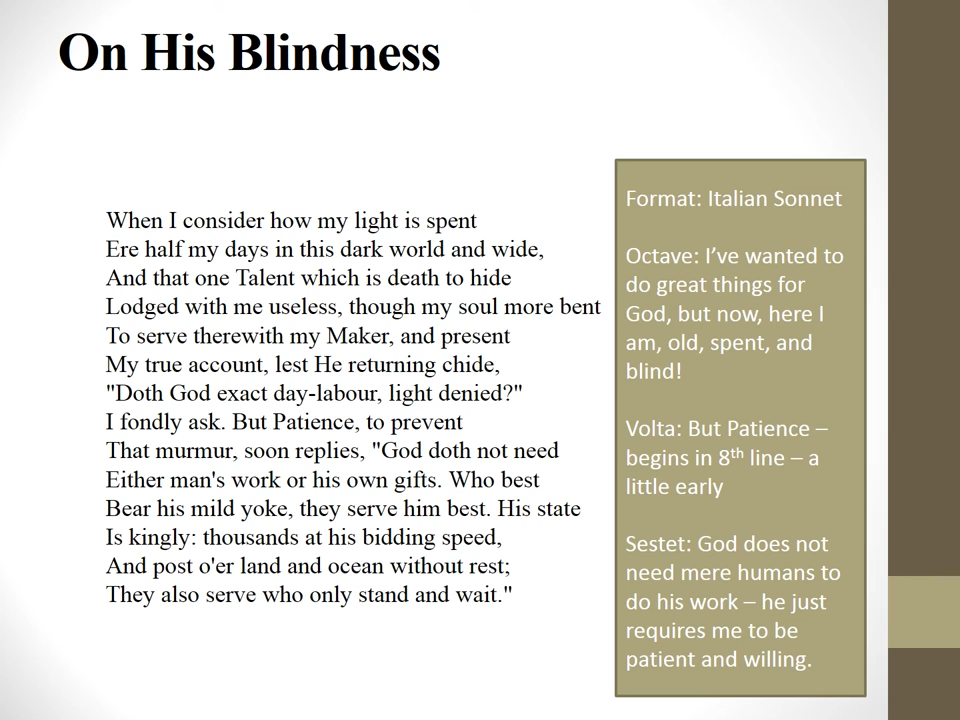 On His Blindness
When I consider how my light is spent
Ere half my days in this dark world and wide,
And that one Talent which is death to hide
Lodged with me useless, though my soul more bent
To serve therewith my Maker, and present
My true account, lest He returning chide,
"Doth God exact day-labour, light denied?"
I fondly ask. But Patience, to prevent
That murmur, soon replies, "God doth not need
Either man's work or his own gifts. Who best
Bear his mild yoke, they serve him best. His state
Is kingly: thousands at his bidding speed,
And post o'er land and ocean without rest;
They also serve who only stand and wait."
Format: Italian Sonnet
Octave: I’ve wanted to
do great things for
God, but now, here I
am, old, spent, and
blind!
Volta: But Patience –
begins in 8th line – a
little early
Sestet: God does not
need mere humans to
do his work – he just
requires me to be
patient and willing.